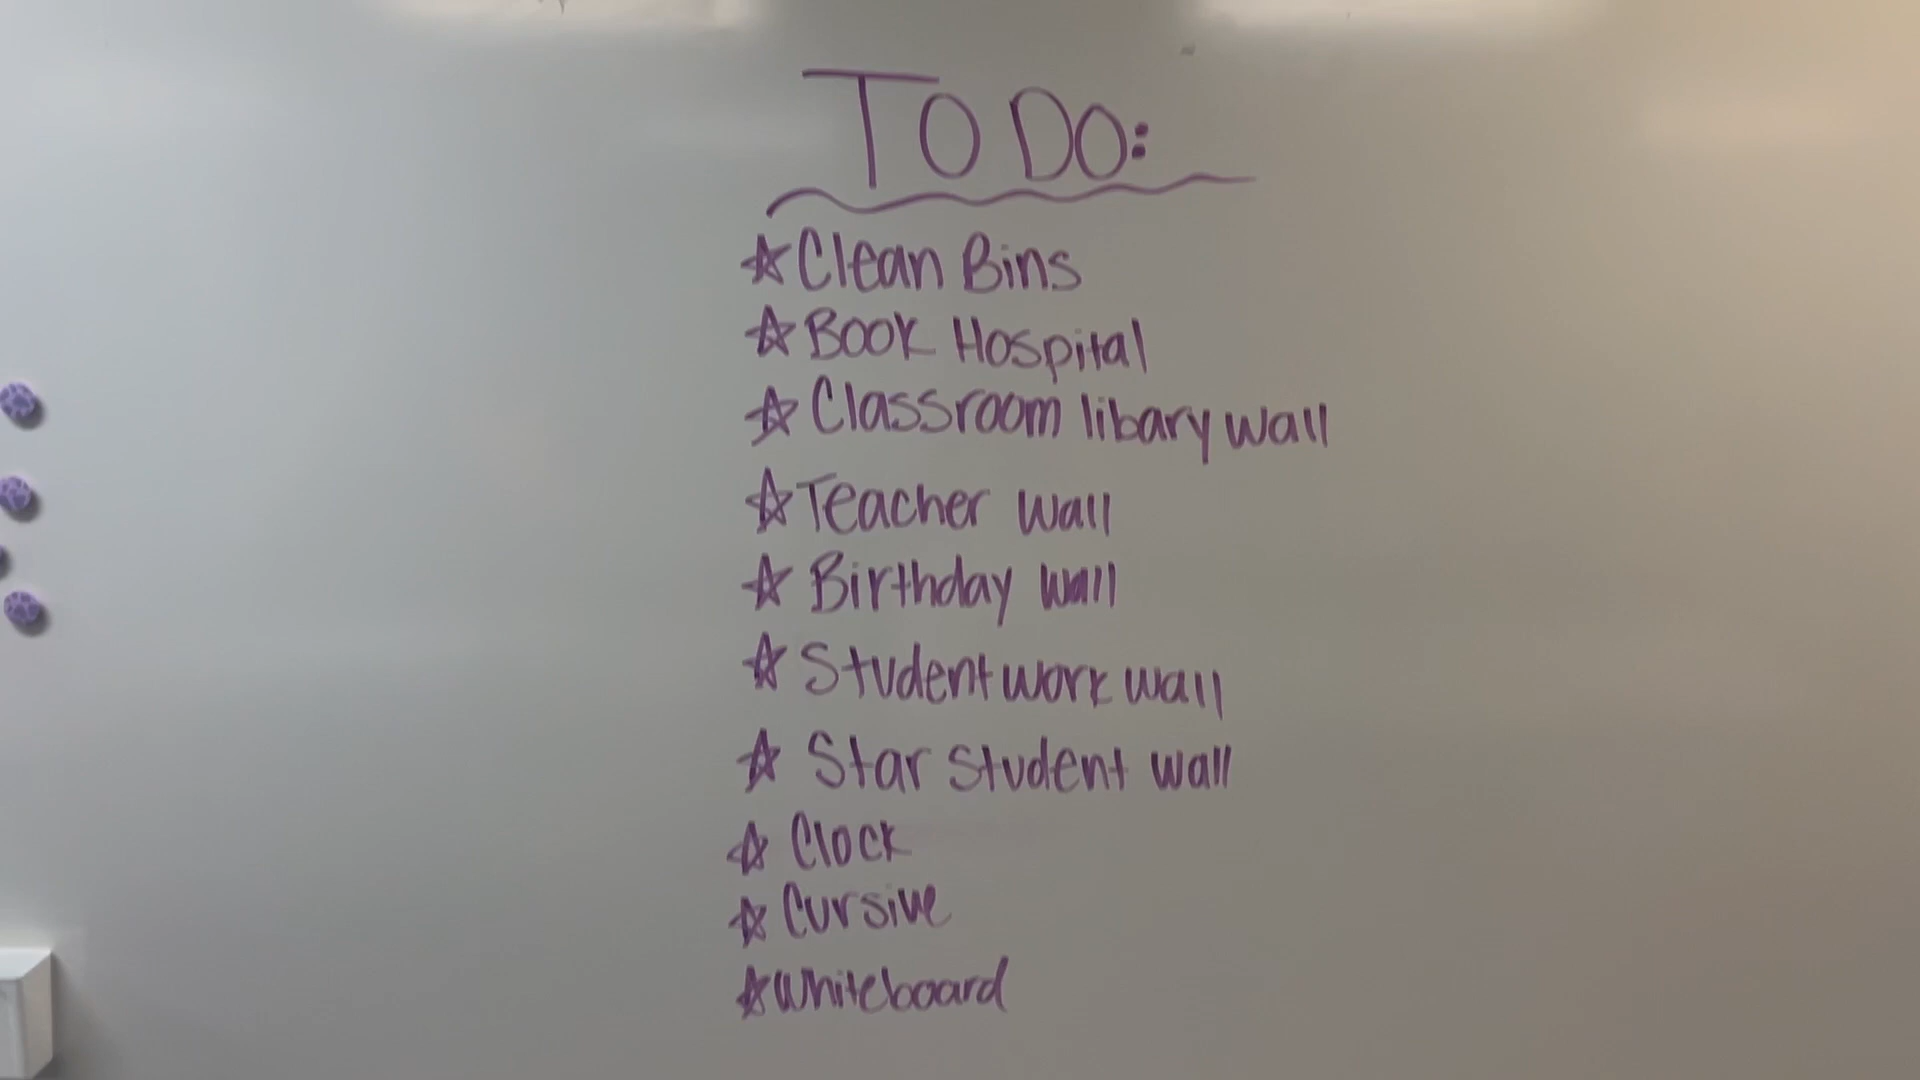 TO DO:
☆Clean Bins
☆Book Hospital
☆Classroom libary wall
☆Teacher wall
☆Birthday wall
☆Student work wall
☆Star student wall
☆Clock
☆Cursive
☆Whiteboard